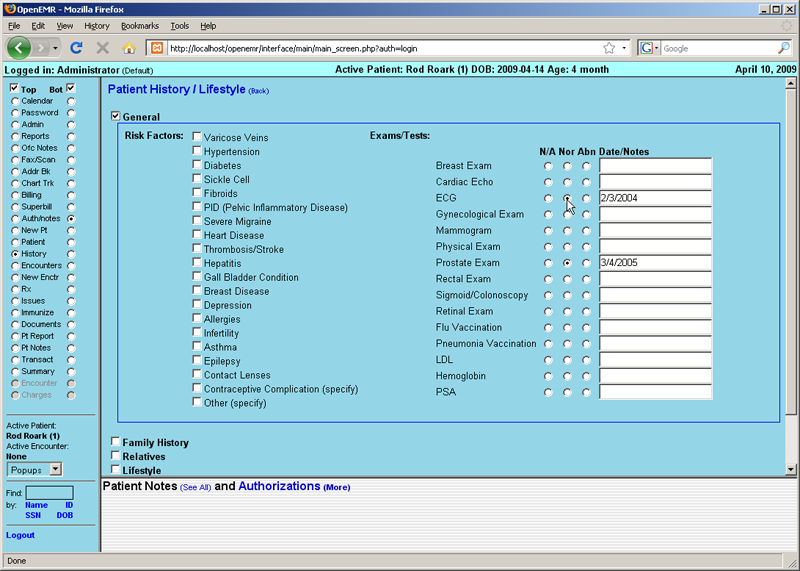 OpenEMR - Mozilla Firefox
File Edit View History Bookmarks Tools Help
http://localhost/openemr/interface/main/main_screen.php?auth=login
Google
Logged in: Administrator (Default) Active Patient: Rod Roark (1) DOB: 2009-04-14 Age: 4 month April 10, 2009
Top Bot
Calendar
Password
Admin
Reports
Ofc Notes
Fax/Scan
Addr Bk
Chart Trk
Billing
Superbill
Auth/notes
New Pt
Patient
History
Encounters
New Enctr
Rx
Issues
Immunize
Documents
Pt Report
Pt Notes
Transact
Summary
Encounter
Charges
Active Patient:
Rod Roark (1)
Active Encounter:
None
Popups
Find:
by: Name ID
SSN DOB
Logout
Patient History / Lifestyle (Back)
General
Risk Factors:
Varicose Veins
Hypertension
Diabetes
Sickle Cell
Fibroids
PID (Pelvic Inflammatory Disease)
Severe Migraine
Heart Disease
Thrombosis/Stroke
Hepatitis
Gall Bladder Condition
Breast Disease
Depression
Allergies
Infertility
Asthma
Epilepsy
Contact Lenses
Contraceptive Complication (specify)
Other (specify)
Exams/Tests:
N/A Nor Abn Date/Notes
Breast Exam
Cardiac Echo
ECG 2/3/2004
Gynecological Exam
Mammogram
Physical Exam
Prostate Exam 3/4/2005
Rectal Exam
Sigmoid/Colonoscopy
Retinal Exam
Flu Vaccination
Pneumonia Vaccination
LDL
Hemoglobin
PSA
Family History
Relatives
Lifestyle
Patient Notes (See All) and Authorizations (More)
Done